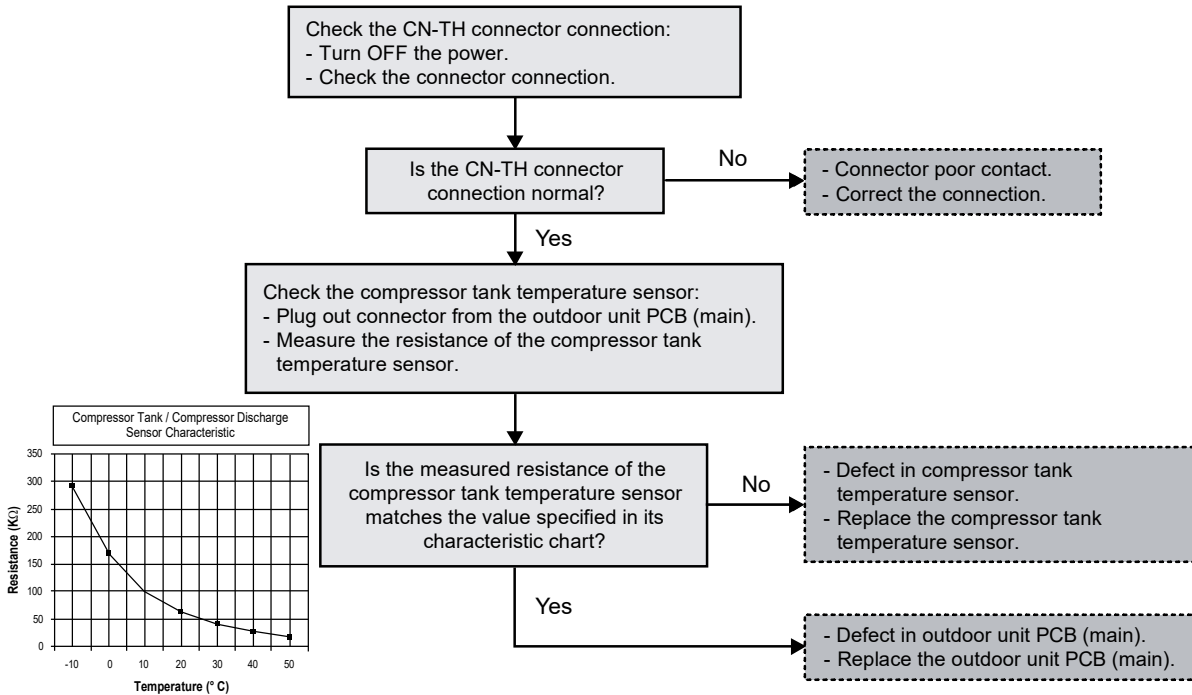 Check the CN-TH connector connection:
- Turn OFF the power.
- Check the connector connection.
Is the CN-TH connector
connection normal?
No
- Connector poor contact.
- Correct the connection.
Yes
Check the compressor tank temperature sensor:
- Plug out connector from the outdoor unit PCB (main).
- Measure the resistance of the compressor tank
temperature sensor.
Compressor Tank / Compressor Discharge
Sensor Characteristic
Resistance (KΩ)
350
300
250
200
150
100
50
0
-10 0 10 20 30 40 50
Temperature (° C)
Is the measured resistance of the
compressor tank temperature sensor
matches the value specified in its
characteristic chart?
No
- Defect in compressor tank
temperature sensor.
- Replace the compressor tank
temperature sensor.
Yes
- Defect in outdoor unit PCB (main).
- Replace the outdoor unit PCB (main).